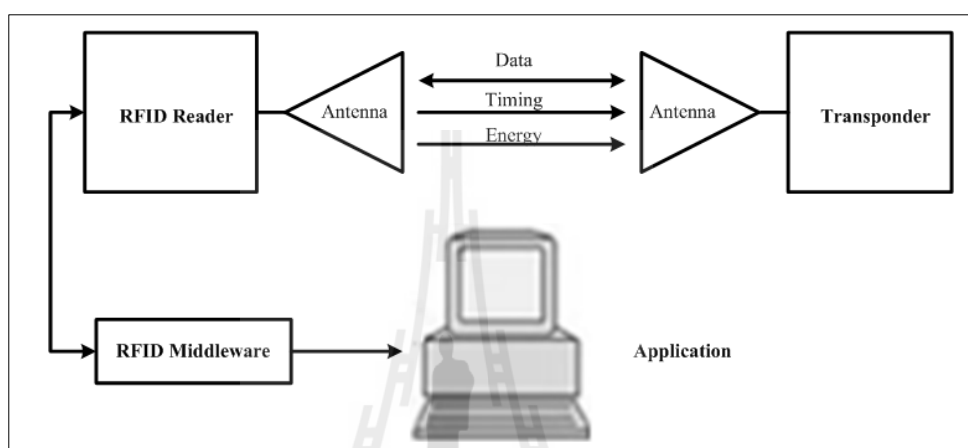 Data
RFID Reader
Antenna
Timing
Antenna
Transponder
Energy
RFID Middleware
Application